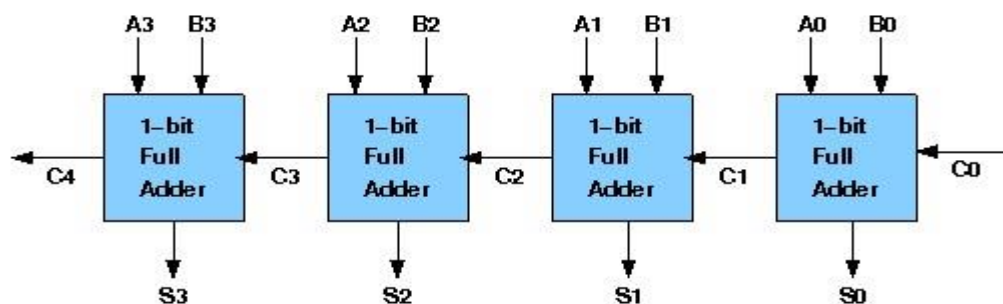 A3 B3 A2 B2 A1 B1 A0 B0
1-bit 1-bit 1-bit 1-bit
Full Full Full Full
C4 C3 C2 C1 C0
Adder Adder Adder Adder
S3 S2 S1 S0